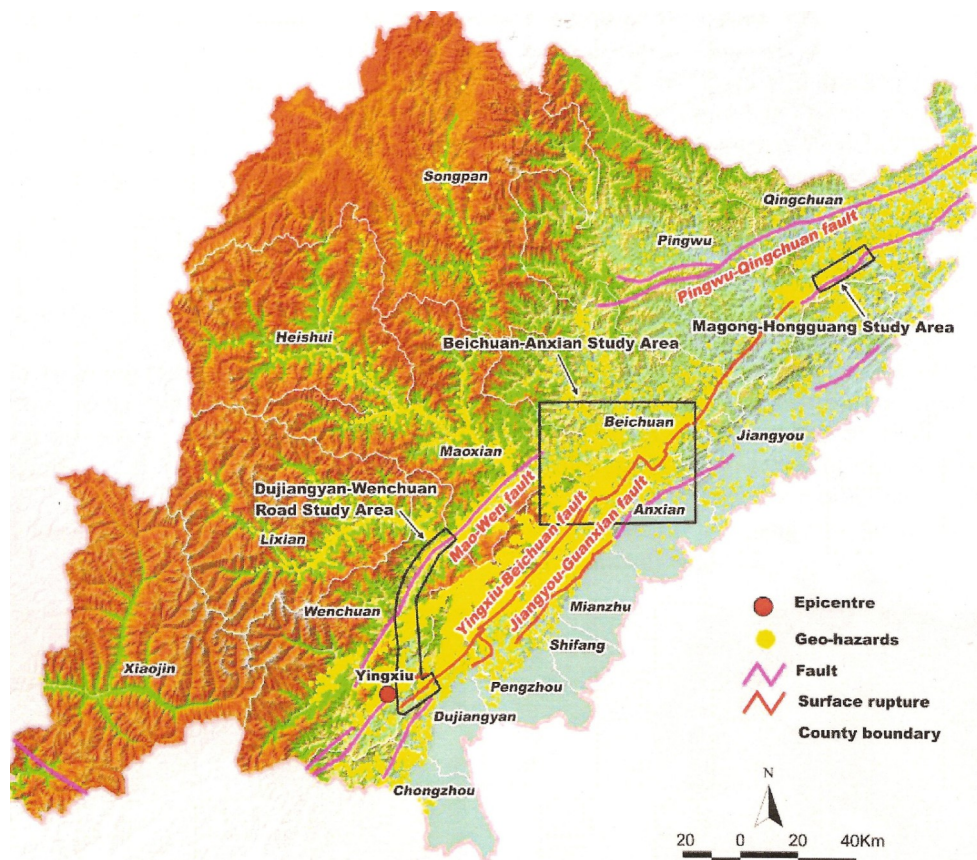 Songpan
Qingchuan
Pingwu
Pingwu-Qingchuan fault
Magong-Hongguang Study Area
Heishui
Beichuan-Anxian Study Area
Beichuan
Jiangyou
Maoxian
Dujiangyan-Wenchuan
Road Study Area
Mao-Wen fault
Anxian
Lixian
Yingxiu-Beichuan fault
Jiangyou-Guanxian fault
Wenchuan
Mianzhu
Shifang
Xiaojin
Yingxiu
Pengzhou
Dujiangyan
Chongzhou
Epicentre
Geo-hazards
Fault
Surface rupture
County boundary
N
20 0 20 40Km